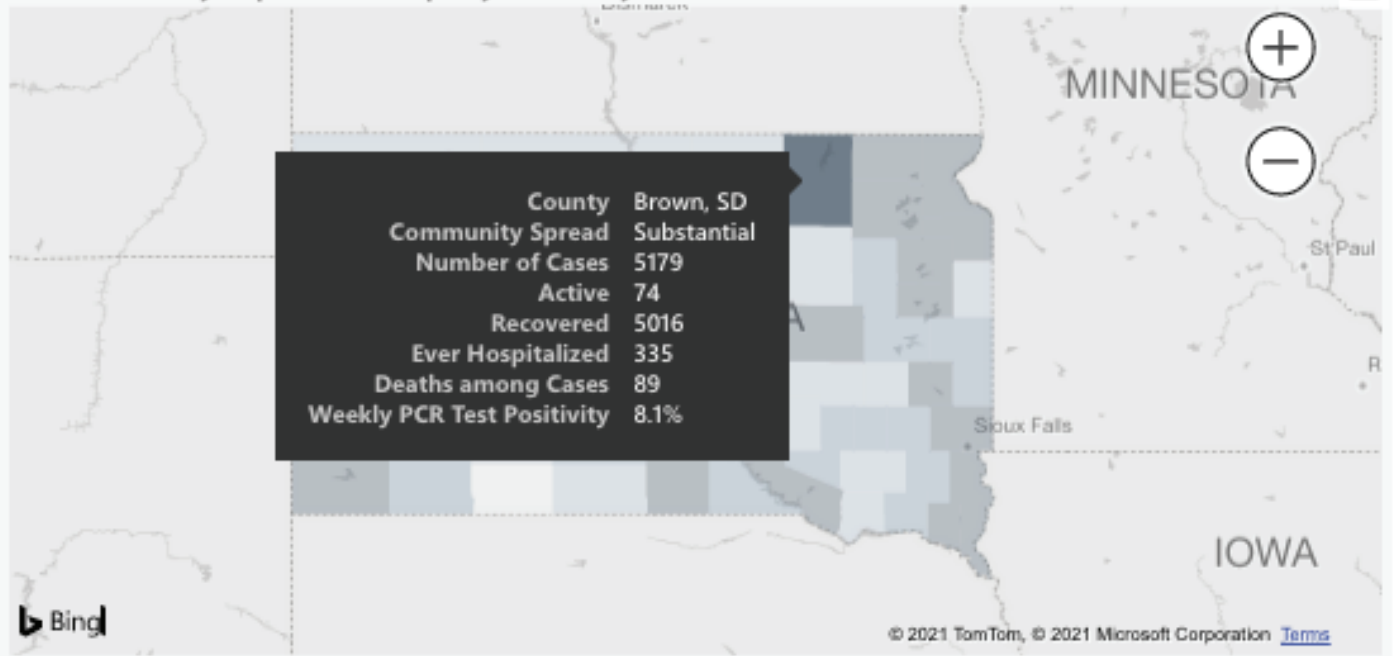 Bismarck
MINNESOTA
County Brown, SD
Community Spread Substantial
Number of Cases 5179
Active 74
Recovered 5016
Ever Hospitalized 335
Deaths among Cases 89
Weekly PCR Test Positivity 8.1%
St Paul
A
R
Sioux Falls
IOWA
Bing
© 2021 TomTom, © 2021 Microsoft Corporation Terms